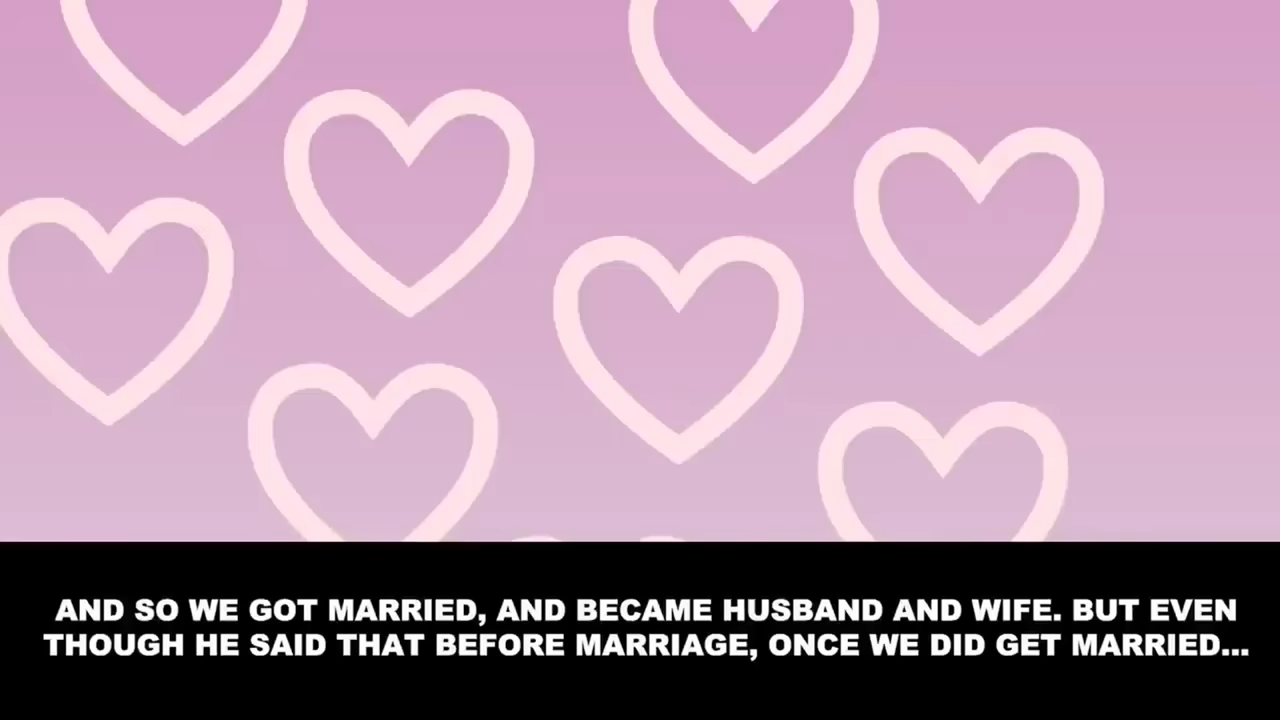 AND SO WE GOT MARRIED, AND BECAME HUSBAND AND WIFE. BUT EVEN
THOUGH HE SAID THAT BEFORE MARRIAGE, ONCE WE DID GET MARRIED...